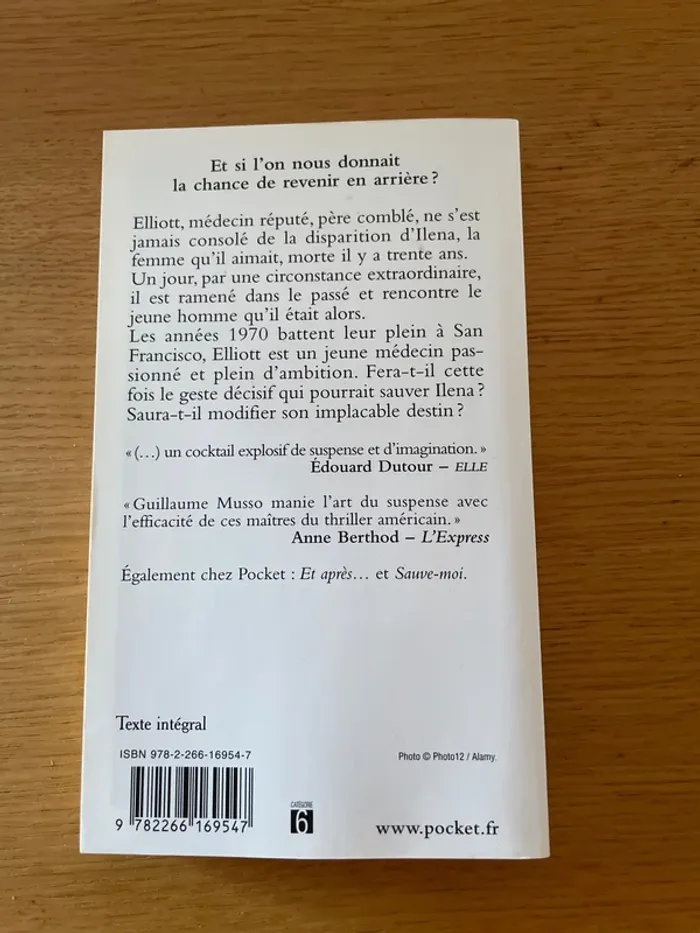 Et si l'on nous donnait
la chance de revenir en arrière ?
Elliott, médecin réputé, père comblé, ne s'est
jamais consolé de la disparition d'Ilena, la
femme qu'il aimait, morte il y a trente ans.
Un jour, par une circonstance extraordinaire,
il est ramené dans le passé et rencontre le
jeune homme qu'il était alors.
Les années 1970 battent leur plein à San
Francisco, Elliott est un jeune médecin pas-
sionné et plein d'ambition. Fera-t-il cette
fois le geste décisif qui pourrait sauver Ilena ?
Saura-t-il modifier son implacable destin ?
« (…) un cocktail explosif de suspense et d'imagination. »
Édouard Dutour – ELLE
« Guillaume Musso manie l'art du suspense avec
l'efficacité de ces maîtres du thriller américain. »
Anne Berthod – L'Express
Également chez Pocket : Et après… et Sauve-moi.
Texte intégral
ISBN 978-2-266-16954-7
Photo © Photo12 / Alamy.
9 782266 169547
CATÉGORIE
6
www.pocket.fr